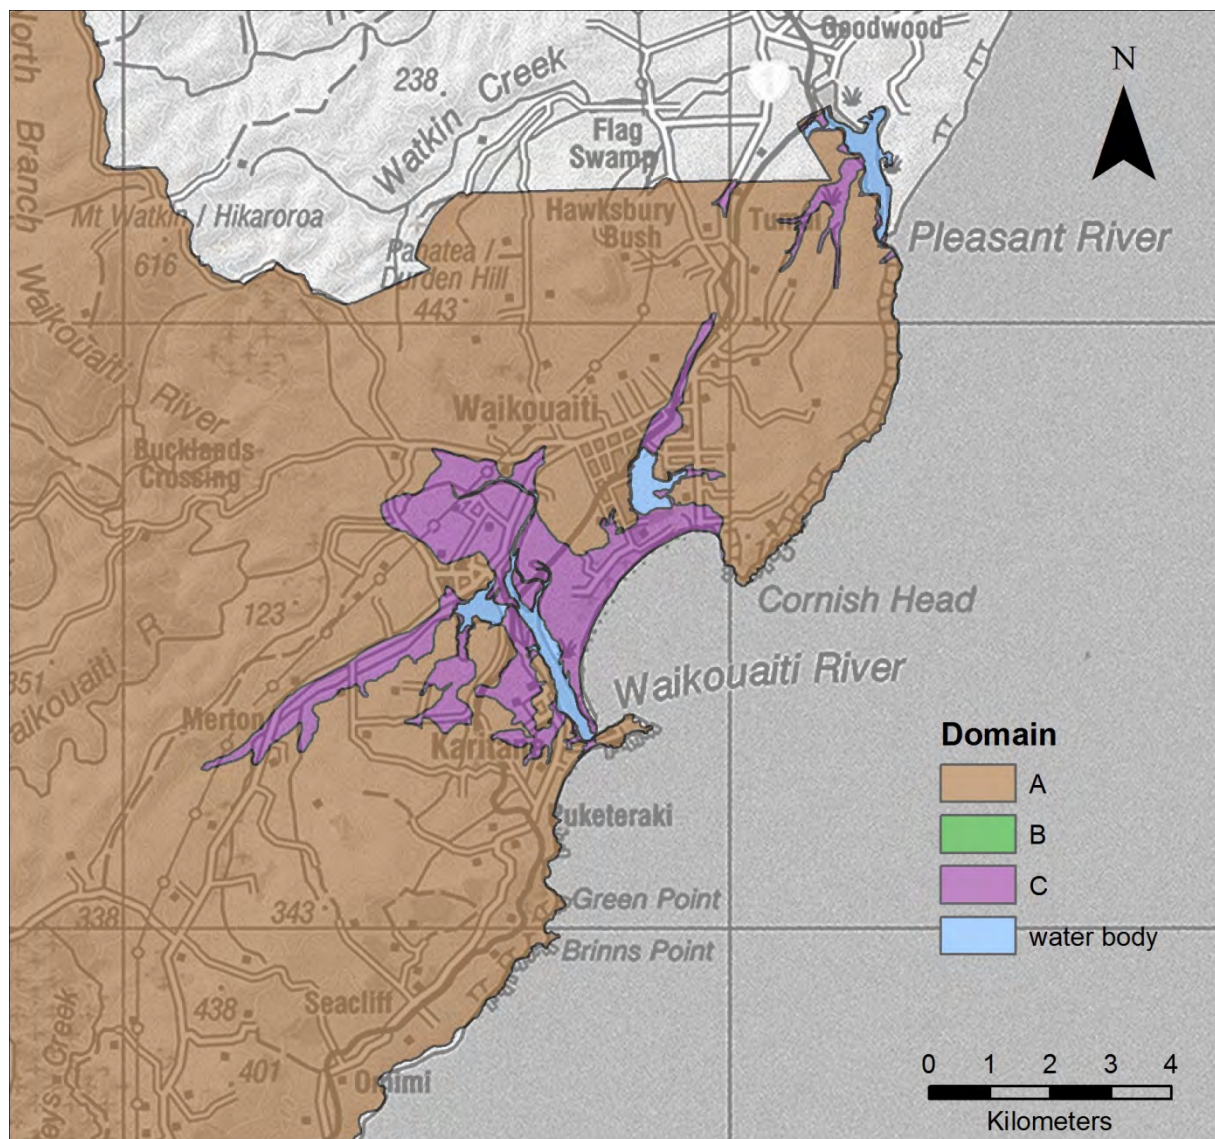 Goodwood
N
238
Watkin Creek
1
Flag
Swamp
North Branch Waikouaiti River
Mt Watkin / Hikaroroa
Hawksbury
Bush
Pleasant River
616
Durden Hill
443
Waikouaiti
Bucklands
Crossing
Cornish Head
123
Waikouaiti River
351
Merton
Domain
A
B
C
water body
Puketeraki
Green Point
343
338
Brinns Point
Seacliff
438
401
Omimi
Creek
0 1 2 3 4
Kilometers